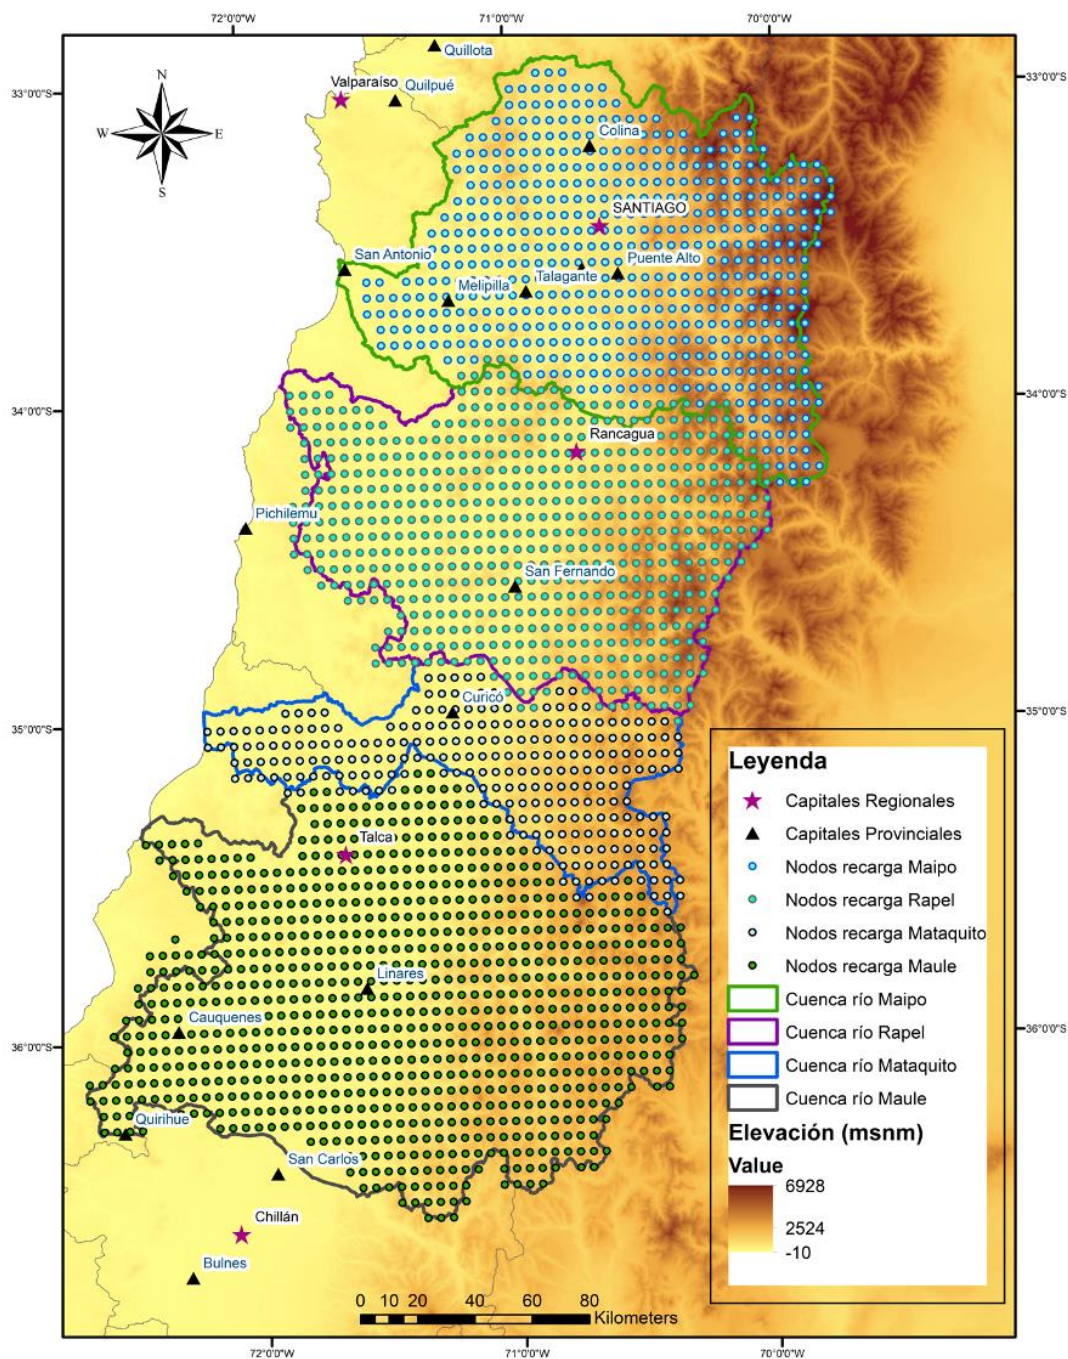 72°0'0"W 71°0'0"W 70°0'0"W
Quillota
Valparaíso
Quilpué
33°0'0"S
33°0'0"S
N
W E
S
Colina
SANTIAGO
San Antonio
Puente Alto
Talagante
Melipilla
34°0'0"S
34°0'0"S
Rancagua
Pichilemu
San Fernando
Curicó
35°0'0"S
35°0'0"S
Talca
Linares
Cauquenes
36°0'0"S
36°0'0"S
Quirihue
San Carlos
Chillán
Bulnes
Leyenda
Capitales Regionales
Capitales Provinciales
Nodos recarga Maipo
Nodos recarga Rapel
Nodos recarga Mataquito
Nodos recarga Maule
Cuenca río Maipo
Cuenca río Rapel
Cuenca río Mataquito
Cuenca río Maule
Elevación (msnm)
Value
6928
2524
-10
0 10 20 40 60 80
Kilometers
72°0'0"W 71°0'0"W 70°0'0"W